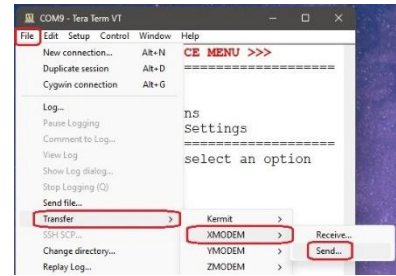 COM9 - Tera Term VT
File Edit Setup Control Window Help
New connection... Alt+N
Duplicate session Alt+D
Cygwin connection Alt+G
Log...
Pause Logging
Comment to Log...
View Log
Show Log dialog...
Stop Logging (Q)
Send file...
Transfer
SSH SCP...
Change directory...
Replay Log...
CE MENU >>>
===================
ns
Settings
===================
select an option
Kermit
XMODEM
YMODEM
ZMODEM
Receive...
Send...